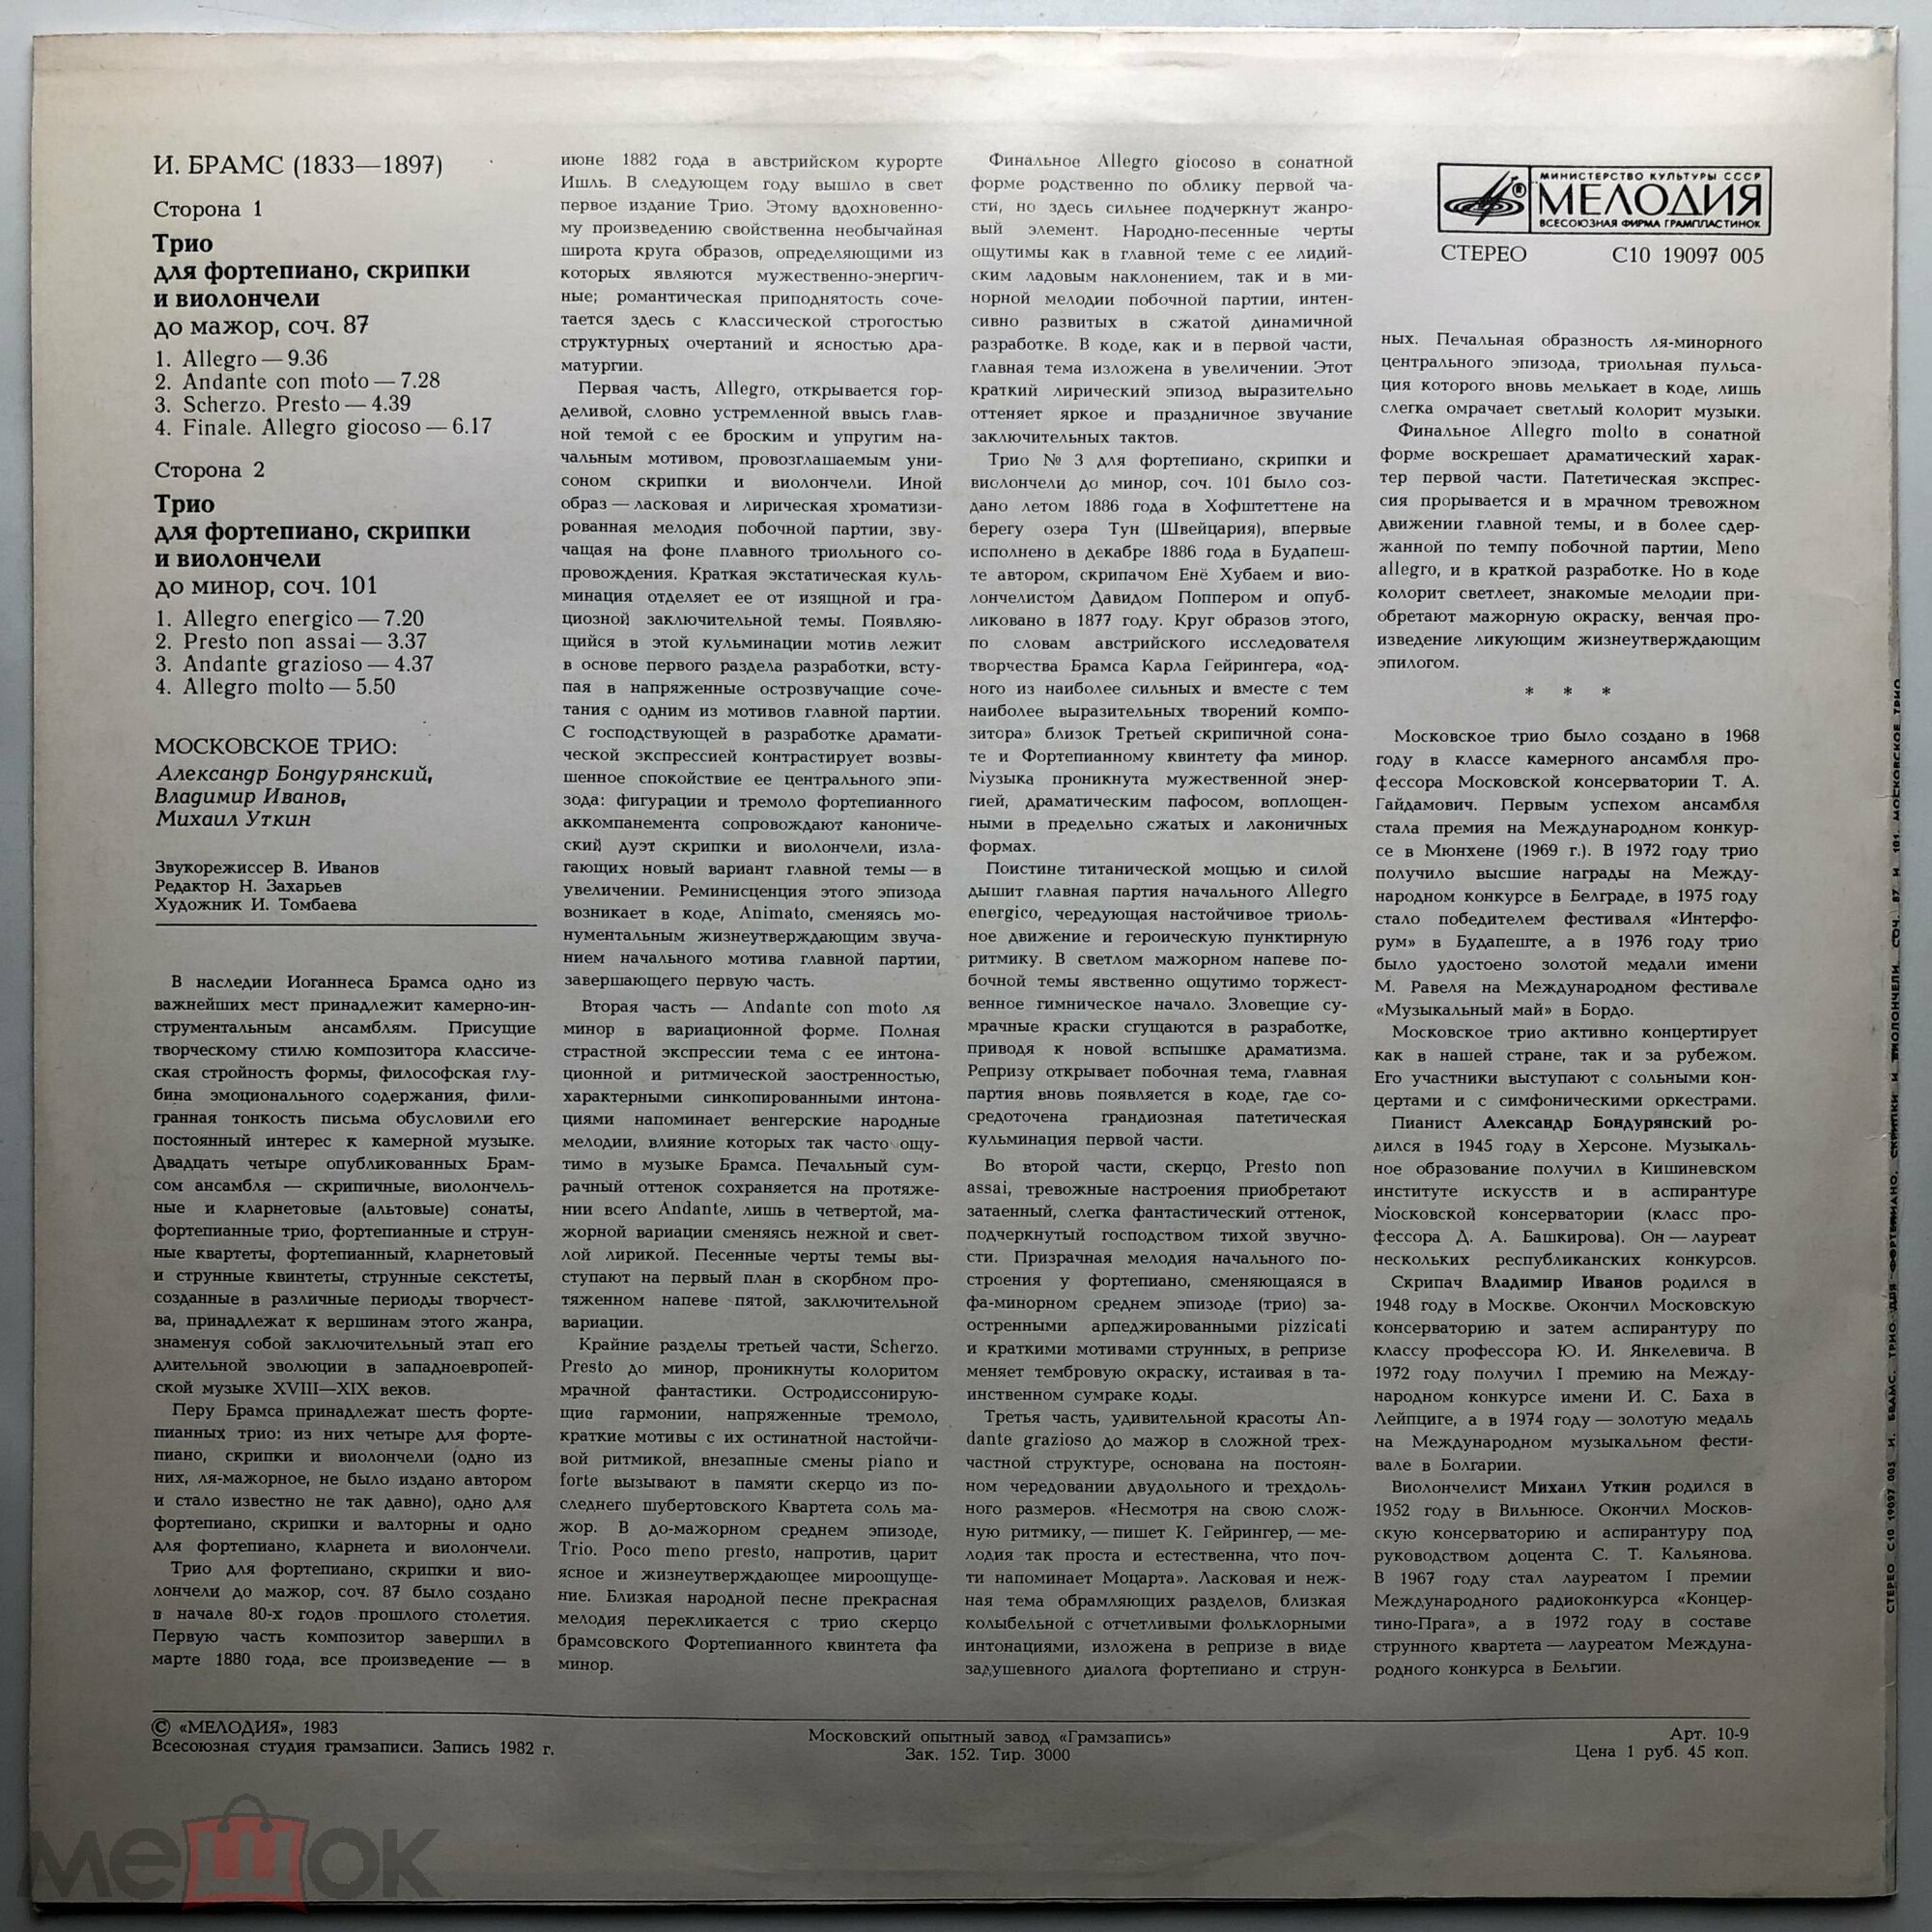 И. БРАМС (1833—1897)
Сторона 1
Трио
для фортепиано, скрипки
и виолончели
до мажор, соч. 87
1. Allegro — 9.36
2. Andante con moto — 7.28
3. Scherzo. Presto — 4.39
4. Finale. Allegro giocoso — 6.17
Сторона 2
Трио
для фортепиано, скрипки
и виолончели
до минор, соч. 101
1. Allegro energico — 7.20
2. Presto non assai — 3.37
3. Andante grazioso — 4.37
4. Allegro molto — 5.50
МОСКОВСКОЕ ТРИО:
Александр Бондурянский,
Владимир Иванов,
Михаил Уткин
Звукорежиссер В. Иванов
Редактор Н. Захарьев
Художник И. Томбаева
В наследии Иоганнеса Брамса одно из
важнейших мест принадлежит камерно-ин-
струментальным ансамблям. Присущие
творческому стилю композитора классиче-
ская стройность формы, философская глу-
бина эмоционального содержания, фили-
гранная тонкость письма обусловили его
постоянный интерес к камерной музыке.
Двадцать четыре опубликованных Брам-
сом ансамбля — скрипичные, виолончель-
ные и кларнетовые (альтовые) сонаты,
фортепианные трио, фортепианные и струн-
ные квартеты, фортепианный, кларнетовый
и струнные квинтеты, струнные секстеты,
созданные в различные периоды творчест-
ва, принадлежат к вершинам этого жанра,
знаменуя собой заключительный этап его
длительной эволюции в западноевропей-
ской музыке XVIII—XIX веков.
Перу Брамса принадлежат шесть форте-
пианных трио: из них четыре для форте-
пиано, скрипки и виолончели (одно из
них, ля-мажорное, не было издано автором
и стало известно не так давно), одно для
фортепиано, скрипки и валторны и одно
для фортепиано, кларнета и виолончели.
Трио для фортепиано, скрипки и вио-
лончели до мажор, соч. 87 было создано
в начале 80-х годов прошлого столетия.
Первую часть композитор завершил в
марте 1880 года, все произведение — в
июне 1882 года в австрийском курорте
Ишль. В следующем году вышло в свет
первое издание Трио. Этому вдохновенно-
му произведению свойственна необычайная
широта круга образов, определяющими из
которых являются мужественно-энергич-
ные; романтическая приподнятость соче-
тается здесь с классической строгостью
структурных очертаний и ясностью дра-
матургии.
Первая часть, Allegro, открывается гор-
деливой, словно устремленной ввысь глав-
ной темой с ее броским и упругим на-
чальным мотивом, провозглашаемым уни-
соном скрипки и виолончели. Иной
образ — ласковая и лирическая хроматизи-
рованная мелодия побочной партии, зву-
чащая на фоне плавного триольного со-
провождения. Краткая экстатическая куль-
минация отделяет ее от изящной и гра-
циозной заключительной темы. Появляю-
щийся в этой кульминации мотив лежит
в основе первого раздела разработки, всту-
пая в напряженные острозвучащие соче-
тания с одним из мотивов главной партии.
С господствующей в разработке драмати-
ческой экспрессией контрастирует возвы-
шенное спокойствие ее центрального эпи-
зода: фигурации и тремоло фортепианного
аккомпанемента сопровождают канониче-
ский дуэт скрипки и виолончели, изла-
гающих новый вариант главной темы — в
увеличении. Реминисценция этого эпизода
возникает в коде, Animato, сменяясь мо-
нументальным жизнеутверждающим звуча-
нием начального мотива главной партии,
завершающего первую часть.
Вторая часть — Andante con moto ля
минор в вариационной форме. Полная
страстной экспрессии тема с ее интона-
ционной и ритмической заостренностью,
характерными синкопированными интона-
циями напоминает венгерские народные
мелодии, влияние которых так часто ощу-
тимо в музыке Брамса. Печальный сум-
рачный оттенок сохраняется на протяже-
нии всего Andante, лишь в четвертой, ма-
жорной вариации сменяясь нежной и свет-
лой лирикой. Песенные черты темы вы-
ступают на первый план в скорбном про-
тяженном напеве пятой, заключительной
вариации.
Крайние разделы третьей части, Scherzo.
Presto до минор, проникнуты колоритом
мрачной фантастики. Остродиссонирую-
щие гармонии, напряженные тремоло,
краткие мотивы с их остинатной настойчи-
вой ритмикой, внезапные смены piano и
forte вызывают в памяти скерцо из по-
следнего шубертовского Квартета соль ма-
жор. В до-мажорном среднем эпизоде,
Trio. Poco meno presto, напротив, царит
ясное и жизнеутверждающее мироощуще-
ние. Близкая народной песне прекрасная
мелодия перекликается с трио скерцо
брамсовского Фортепианного квинтета фа
минор.
Финальное Allegro giocoso в сонатной
форме родственно по облику первой ча-
сти, но здесь сильнее подчеркнут жанро-
вый элемент. Народно-песенные черты
ощутимы как в главной теме с ее лидий-
ским ладовым наклонением, так и в ми-
норной мелодии побочной партии, интен-
сивно развитых в сжатой динамичной
разработке. В коде, как и в первой части,
главная тема изложена в увеличении. Этот
краткий лирический эпизод выразительно
оттеняет яркое и праздничное звучание
заключительных тактов.
Трио № 3 для фортепиано, скрипки и
виолончели до минор, соч. 101 было соз-
дано летом 1886 года в Хофштеттене на
берегу озера Тун (Швейцария), впервые
исполнено в декабре 1886 года в Будапеш-
те автором, скрипачом Енё Хубаем и вио-
лончелистом Давидом Поппером и опуб-
ликовано в 1877 году. Круг образов этого,
по словам австрийского исследователя
творчества Брамса Карла Гейрингера, «од-
ного из наиболее сильных и вместе с тем
наиболее выразительных творений компо-
зитора» близок Третьей скрипичной сона-
те и Фортепианному квинтету фа минор.
Музыка проникнута мужественной энер-
гией, драматическим пафосом, воплощен-
ными в предельно сжатых и лаконичных
формах.
Поистине титанической мощью и силой
дышит главная партия начального Allegro
energico, чередующая настойчивое триоль-
ное движение и героическую пунктирную
ритмику. В светлом мажорном напеве по-
бочной темы явственно ощутимо торжест-
венное гимническое начало. Зловещие су-
мрачные краски сгущаются в разработке,
приводя к новой вспышке драматизма.
Репризу открывает побочная тема, главная
партия вновь появляется в коде, где со-
средоточена грандиозная патетическая
кульминация первой части.
Во второй части, скерцо, Presto non
assai, тревожные настроения приобретают
затаенный, слегка фантастический оттенок,
подчеркнутый господством тихой звучно-
сти. Призрачная мелодия начального по-
строения у фортепиано, сменяющаяся в
фа-минорном среднем эпизоде (трио) за-
остренными арпеджированными pizzicati
и краткими мотивами струнных, в репризе
меняет тембровую окраску, истаивая в та-
инственном сумраке коды.
Третья часть, удивительной красоты An-
dante grazioso до мажор в сложной трех-
частной структуре, основана на постоян-
ном чередовании двудольного и трехдоль-
ного размеров. «Несмотря на свою слож-
ную ритмику, — пишет К. Гейрингер, — ме-
лодия так проста и естественна, что поч-
ти напоминает Моцарта». Ласковая и неж-
ная тема обрамляющих разделов, близкая
колыбельной с отчетливыми фольклорными
интонациями, изложена в репризе в виде
задушевного диалога фортепиано и струн-
МИНИСТЕРСТВО КУЛЬТУРЫ СССР
МЕЛОДИЯ
ВСЕСОЮЗНАЯ ФИРМА ГРАМПЛАСТИНОК
СТЕРЕО С10 19097 005
ных. Печальная образность ля-минорного
центрального эпизода, триольная пульса-
ция которого вновь мелькает в коде, лишь
слегка омрачает светлый колорит музыки.
Финальное Allegro molto в сонатной
форме воскрешает драматический харак-
тер первой части. Патетическая экспрес-
сия прорывается и в мрачном тревожном
движении главной темы, и в более сдер-
жанной по темпу побочной партии, Meno
allegro, и в краткой разработке. Но в коде
колорит светлеет, знакомые мелодии при-
обретают мажорную окраску, венчая про-
изведение ликующим жизнеутверждающим
эпилогом.
* * *
Московское трио было создано в 1968
году в классе камерного ансамбля про-
фессора Московской консерватории Т. А.
Гайдамович. Первым успехом ансамбля
стала премия на Международном конкур-
се в Мюнхене (1969 г.). В 1972 году трио
получило высшие награды на Между-
народном конкурсе в Белграде, в 1975 году
стало победителем фестиваля «Интерфо-
рум» в Будапеште, а в 1976 году трио
было удостоено золотой медали имени
М. Равеля на Международном фестивале
«Музыкальный май» в Бордо.
Московское трио активно концертирует
как в нашей стране, так и за рубежом.
Его участники выступают с сольными кон-
цертами и с симфоническими оркестрами.
Пианист Александр Бондурянский ро-
дился в 1945 году в Херсоне. Музыкаль-
ное образование получил в Кишиневском
институте искусств и в аспирантуре
Московской консерватории (класс про-
фессора Д. А. Башкирова). Он — лауреат
нескольких республиканских конкурсов.
Скрипач Владимир Иванов родился в
1948 году в Москве. Окончил Московскую
консерваторию и затем аспирантуру по
классу профессора Ю. И. Янкелевича. В
1972 году получил I премию на Между-
народном конкурсе имени И. С. Баха в
Лейпциге, а в 1974 году — золотую медаль
на Международном музыкальном фести-
вале в Болгарии.
Виолончелист Михаил Уткин родился в
1952 году в Вильнюсе. Окончил Москов-
скую консерваторию и аспирантуру под
руководством доцента С. Т. Кальянова.
В 1967 году стал лауреатом I премии
Международного радиоконкурса «Концер-
тино-Прага», а в 1972 году в составе
струнного квартета — лауреатом Междуна-
родного конкурса в Бельгии.
© «МЕЛОДИЯ», 1983
Всесоюзная студия грамзаписи. Запись 1982 г.
Московский опытный завод «Грамзапись»
Зак. 152. Тир. 3000
Арт. 10-9
Цена 1 руб. 45 коп.
СТЕРЕО С10 19097 005 И. БРАМС. ТРИО ДЛЯ ФОРТЕПИАНО, СКРИПКИ И ВИОЛОНЧЕЛИ, СОЧ. 87 И 101. МОСКОВСКОЕ ТРИО
мешок